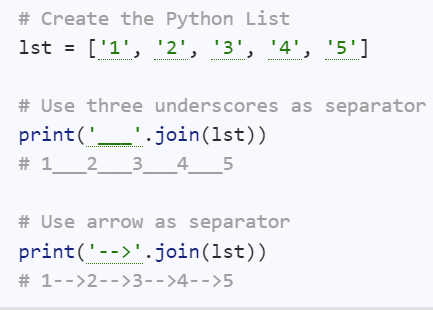 # Create the Python List
lst = ['1', '2', '3', '4', '5']
# Use three underscores as separator
print('___'.join(lst))
# 1___2___3___4___5
# Use arrow as separator
print('-->'.join(lst))
# 1-->2-->3-->4-->5